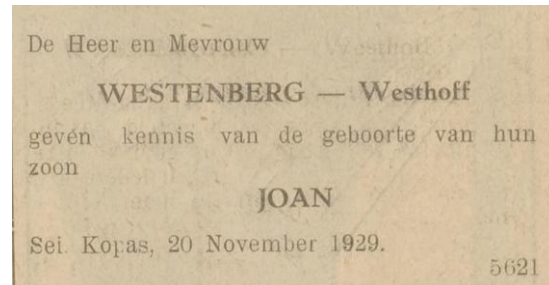 De Heer en Mevrouw
WESTENBERG — Westhoff
geven kennis van de geboorte van hun
zoon
JOAN
Sei. Kopas, 20 November 1929.
5621